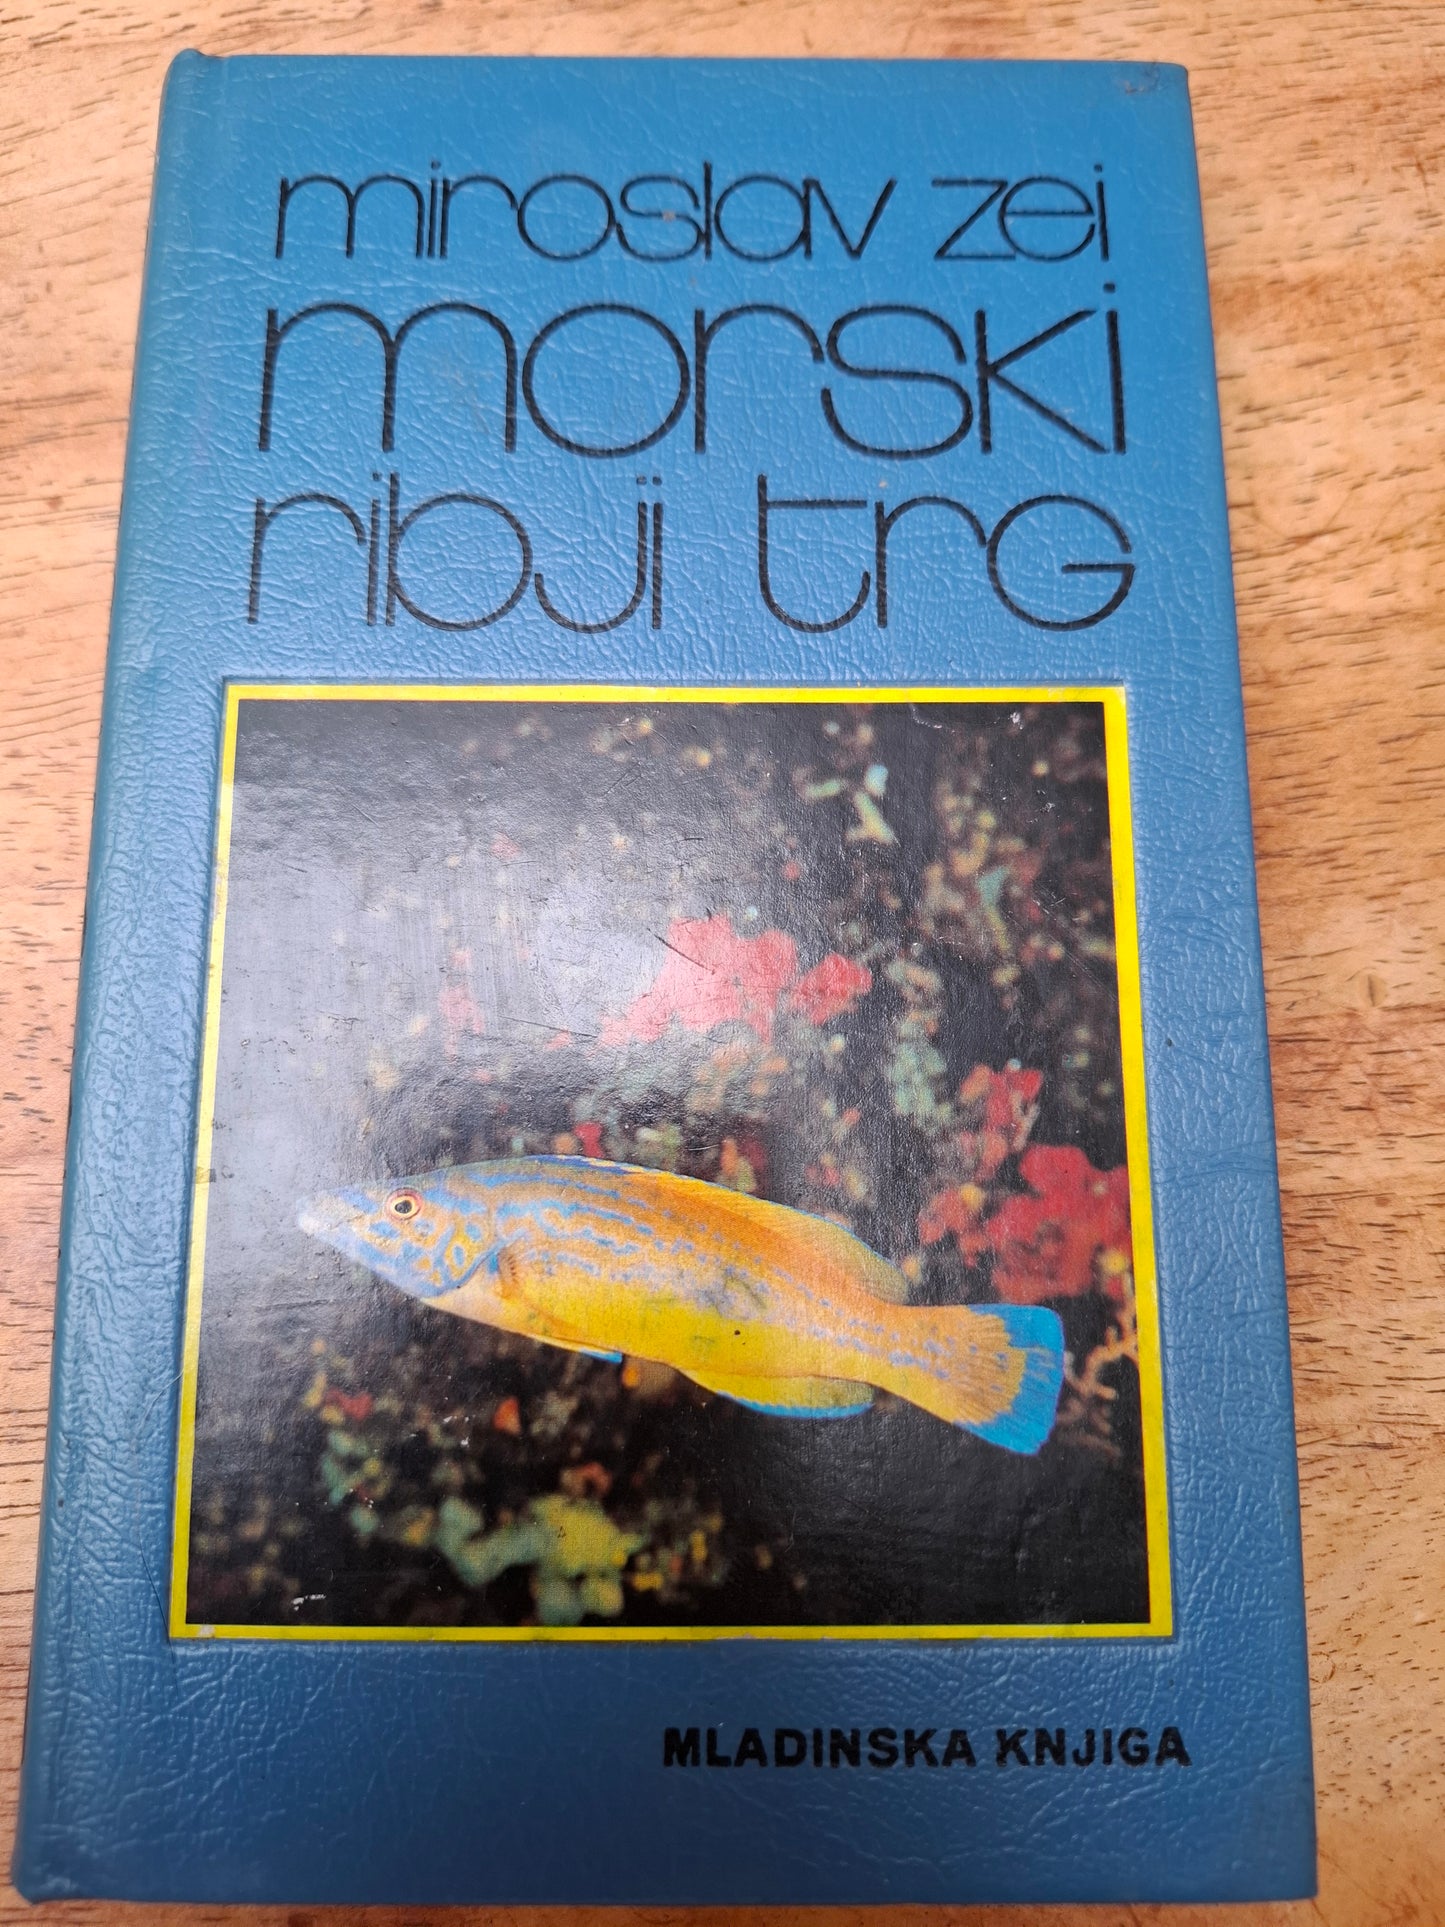 miroslav zei
morski
ribji trG
MLADINSKA KNJIGA